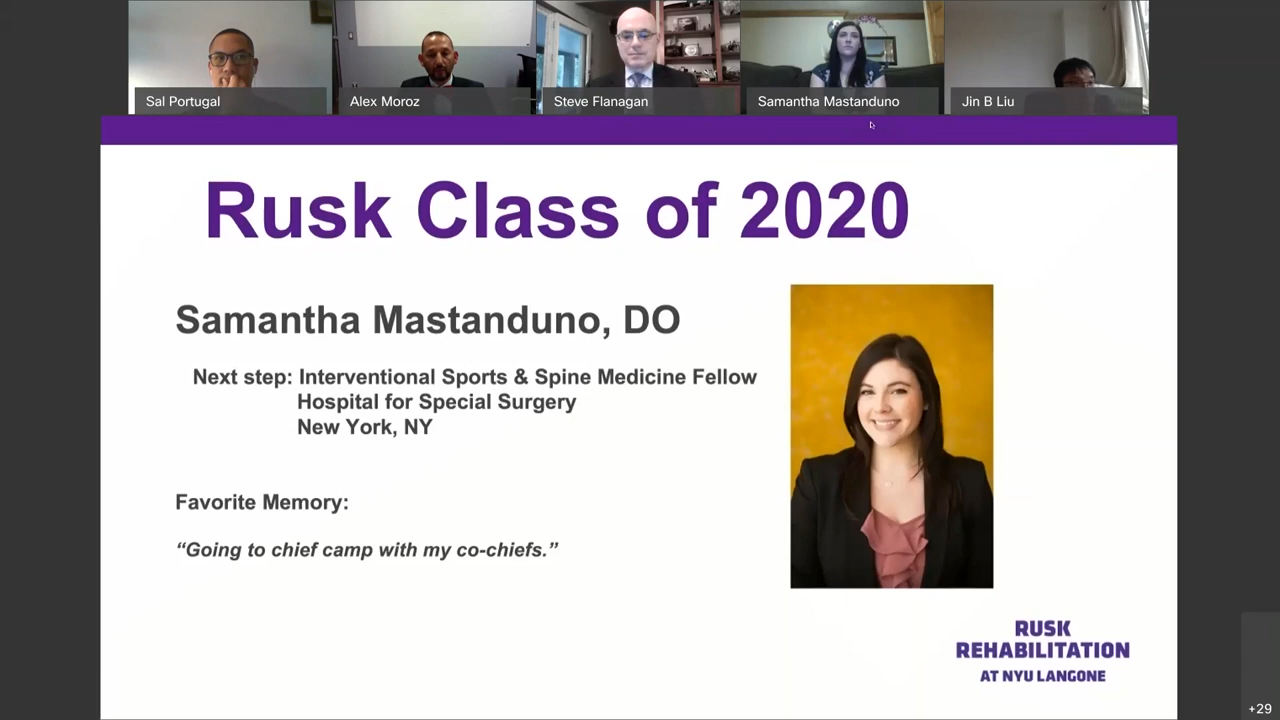 Sal Portugal
Alex Moroz
Steve Flanagan
Samantha Mastanduno
Jin B Liu
Rusk Class of 2020
Samantha Mastanduno, DO
Next step: Interventional Sports & Spine Medicine Fellow
Hospital for Special Surgery
New York, NY
Favorite Memory:
“Going to chief camp with my co-chiefs.”
RUSK
REHABILITATION
AT NYU LANGONE
+29